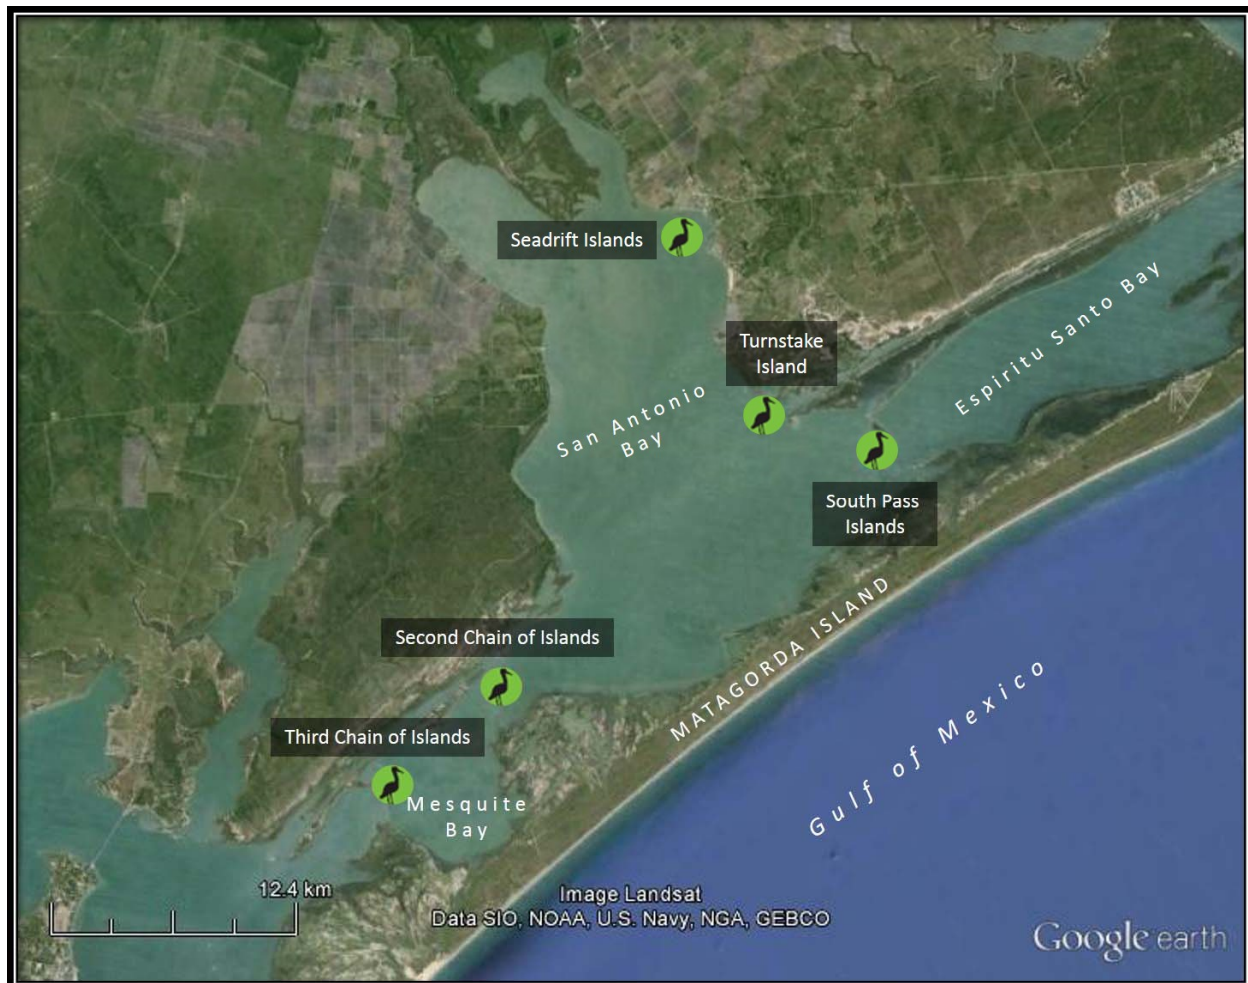 Seadrift Islands
Turnstake
Island
Espiritu Santo Bay
San Antonio
Bay
South Pass
Islands
MATAGORDA ISLAND
Second Chain of Islands
Gulf of Mexico
Third Chain of Islands
Mesquite
Bay
12.4 km
Image Landsat
Data SIO, NOAA, U.S. Navy, NGA, GEBCO
Google earth